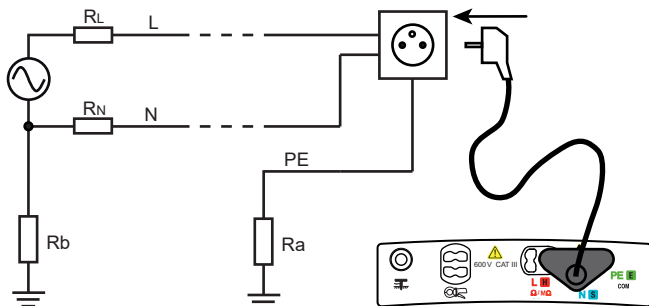 RL
L
RN
N
PE
Rb
Ra
600 V CAT III
L H
Ω/MΩ
N S
PE E
COM